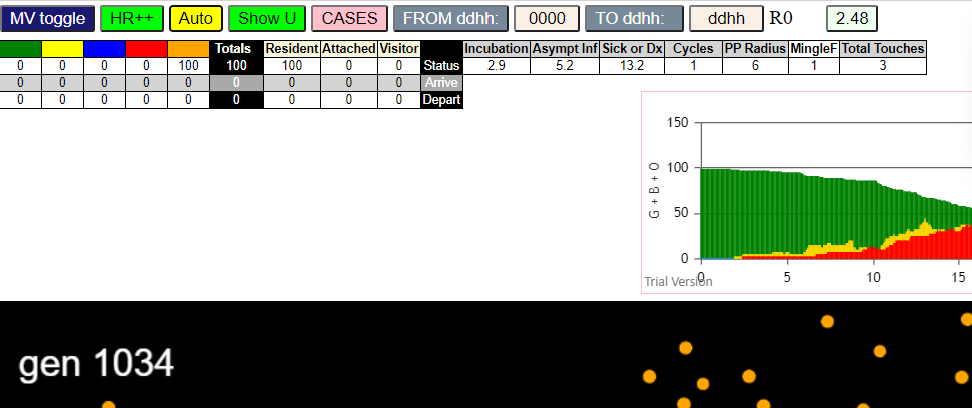 MV toggle HR++ Auto Show U CASES FROM ddhh: 0000 TO ddhh: ddhh R0 2.48
Totals Resident Attached Visitor Incubation Asympt Inf Sick or Dx Cycles PP Radius MingleF Total Touches
0 0 0 0 100 100 100 0 0 Status 2.9 5.2 13.2 1 6 1 3
0 0 0 0 0 0 0 0 0 Arrive
0 0 0 0 0 0 0 0 0 Depart
150
100
50
0
G + B + O
0 5 10 15
Trial Version
gen 1034